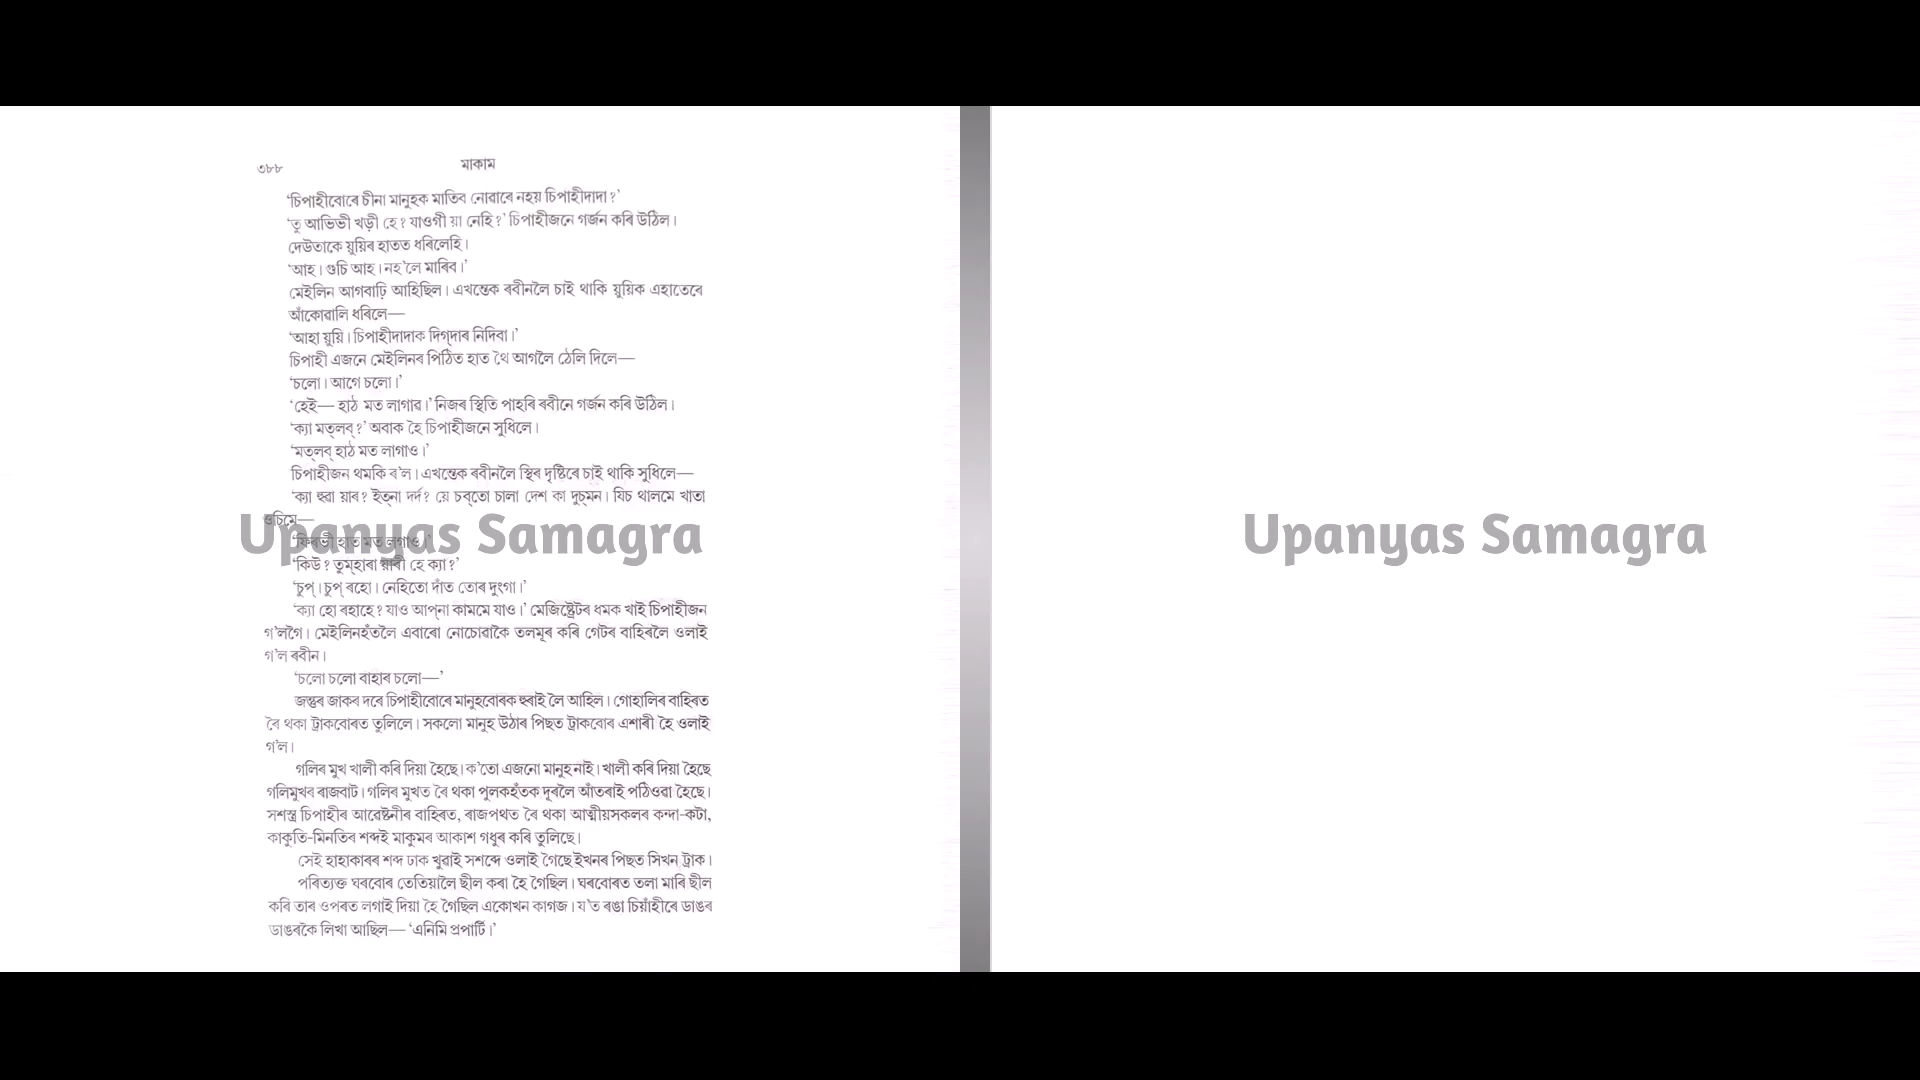 ৩৮৮
মাকাম
‘চিপাহীবোৰে চীনা মানুহক মাতিব নোৱাৰে নহয় চিপাহীদাদা?’
‘তু আভিভী খড়ী হে? যাওগী য়া নেহি?’ চিপাহীজনে গৰ্জন কৰি উঠিল।
দেউতাকে য়ুয়িৰ হাতত ধৰিলেহি।
‘আহ। গুচি আহ। নহ’লে মাৰিব।’
মেইলিন আগবাঢ়ি আহিছিল। এখন্তেক ৰবীনলৈ চাই থাকি য়ুয়িক এহাতেৰে
আঁকোৱালি ধৰিলে—
‘আহা য়ুয়ি। চিপাহীদাদাক দিগ্‌দাৰ নিদিবা।’
চিপাহী এজনে মেইলিনৰ পিঠিত হাত থৈ আগলৈ ঠেলি দিলে—
‘চলো। আগে চলো।’
‘হেই— হাঠ মত লাগাৱ।’ নিজৰ স্থিতি পাহৰি ৰবীনে গৰ্জন কৰি উঠিল।
‘ক্যা মত্‌লব্‌?’ অবাক হৈ চিপাহীজনে সুধিলে।
‘মত্‌লব্‌ হাঠ মত লাগাও।’
চিপাহীজন থমকি ৰ’ল। এখন্তেক ৰবীনলৈ স্থিৰ দৃষ্টিৰে চাই থাকি সুধিলে—
‘ক্যা হুৱা য়াৰ? ইত্‌না দৰ্দ? য়ে চব্‌তো চালা দেশ কা দুচ্‌মন। যিচ থালমে খাতা
ওচিমে—
‘ফিৰভী হাত মত লগাও।’
‘কিউ? তুম্‌হাৰা য়াৰী হে ক্যা?’
‘চুপ্‌। চুপ্‌ ৰহো। নেহিতো দাঁত তোৰ দুংগা।’
‘ক্যা হো ৰহাহে? যাও আপ্‌না কামমে যাও।’ মেজিষ্ট্ৰেটৰ ধমক খাই চিপাহীজন
গ’লগৈ। মেইলিনহঁতলৈ এবাৰো নোচোৱাকৈ তলমূৰ কৰি গেটৰ বাহিৰলৈ ওলাই
গ’ল ৰবীন।
‘চলো চলো বাহাৰ চলো—’
জন্তুৰ জাকৰ দৰে চিপাহীবোৰে মানুহবোৰক হুৰাই লৈ আহিল। গোহালিৰ বাহিৰত
ৰৈ থকা ট্ৰাকবোৰত তুলিলে। সকলো মানুহ উঠাৰ পিছত ট্ৰাকবোৰ এশাৰী হৈ ওলাই
গ’ল।
গলিৰ মুখ খালী কৰি দিয়া হৈছে। ক’তো এজনো মানুহ নাই। খালী কৰি দিয়া হৈছে
গলিমুখৰ ৰাজবাট। গলিৰ মুখত ৰৈ থকা পুলকহঁতক দূৰলৈ আঁতৰাই পঠিওৱা হৈছে।
সশস্ত্ৰ চিপাহীৰ আৱেষ্টনীৰ বাহিৰত, ৰাজপথত ৰৈ থকা আত্মীয়সকলৰ কন্দা-কটা,
কাকুতি-মিনতিৰ শব্দই মাকুমৰ আকাশ গধুৰ কৰি তুলিছে।
সেই হাহাকাৰৰ শব্দ ঢাক খুৱাই সশব্দে ওলাই গৈছে ইখনৰ পিছত সিখন ট্ৰাক।
পৰিত্যক্ত ঘৰবোৰ তেতিয়ালৈ ছীল কৰা হৈ গৈছিল। ঘৰবোৰত তলা মাৰি ছীল
কৰি তাৰ ওপৰত লগাই দিয়া হৈ গৈছিল একোখন কাগজ। য’ত ৰঙা চিয়াঁহীৰে ডাঙৰ
ডাঙৰকৈ লিখা আছিল— ‘এনিমি প্ৰপাৰ্টি।’
Upanyas Samagra
Upanyas Samagra